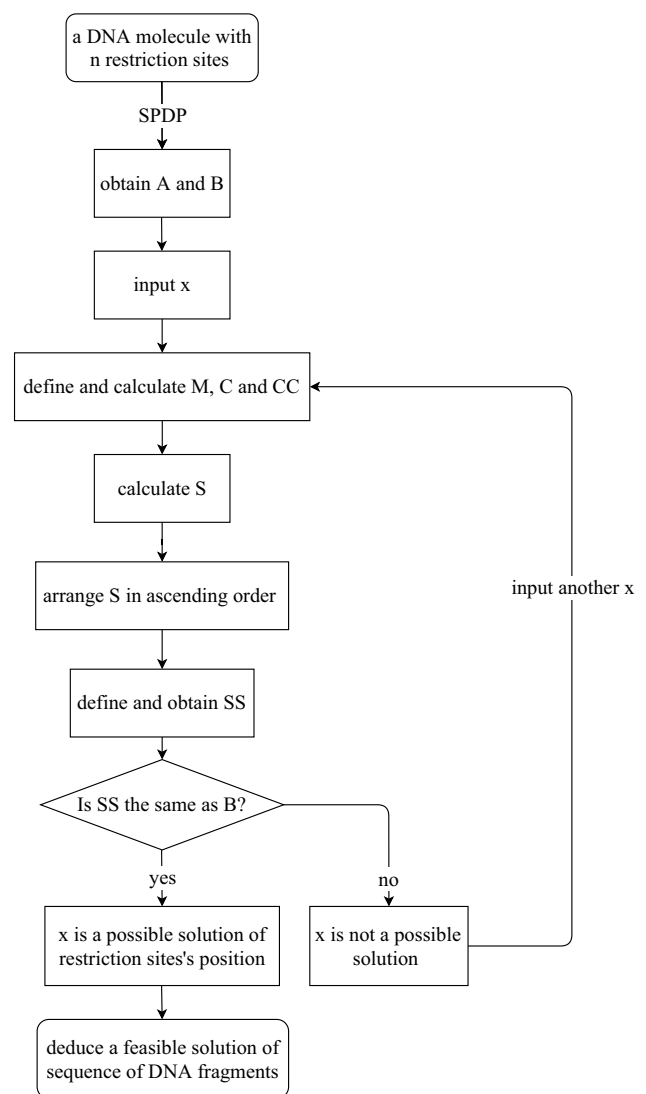 a DNA molecule with
n restriction sites
SPDP
obtain A and B
input x
define and calculate M, C and CC
calculate S
arrange S in ascending order
input another x
define and obtain SS
Is SS the same as B?
yes
no
x is a possible solution of
restriction sites's position
x is not a possible
solution
deduce a feasible solution of
sequence of DNA fragments